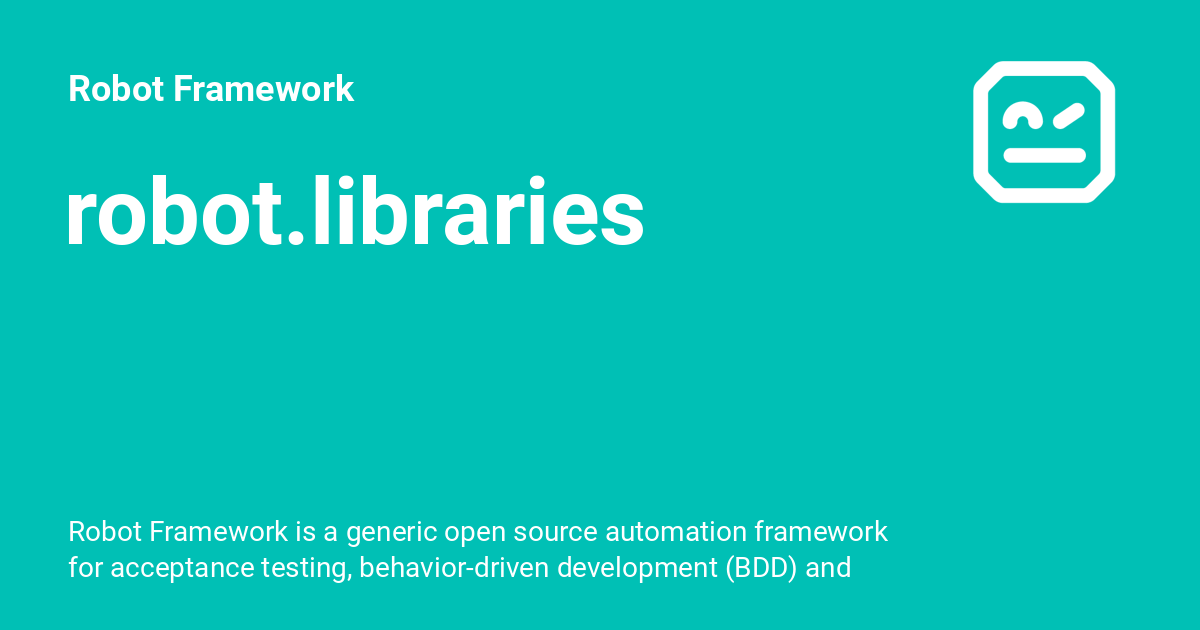 Robot Framework
robot.libraries
Robot Framework is a generic open source automation framework
for acceptance testing, behavior-driven development (BDD) and